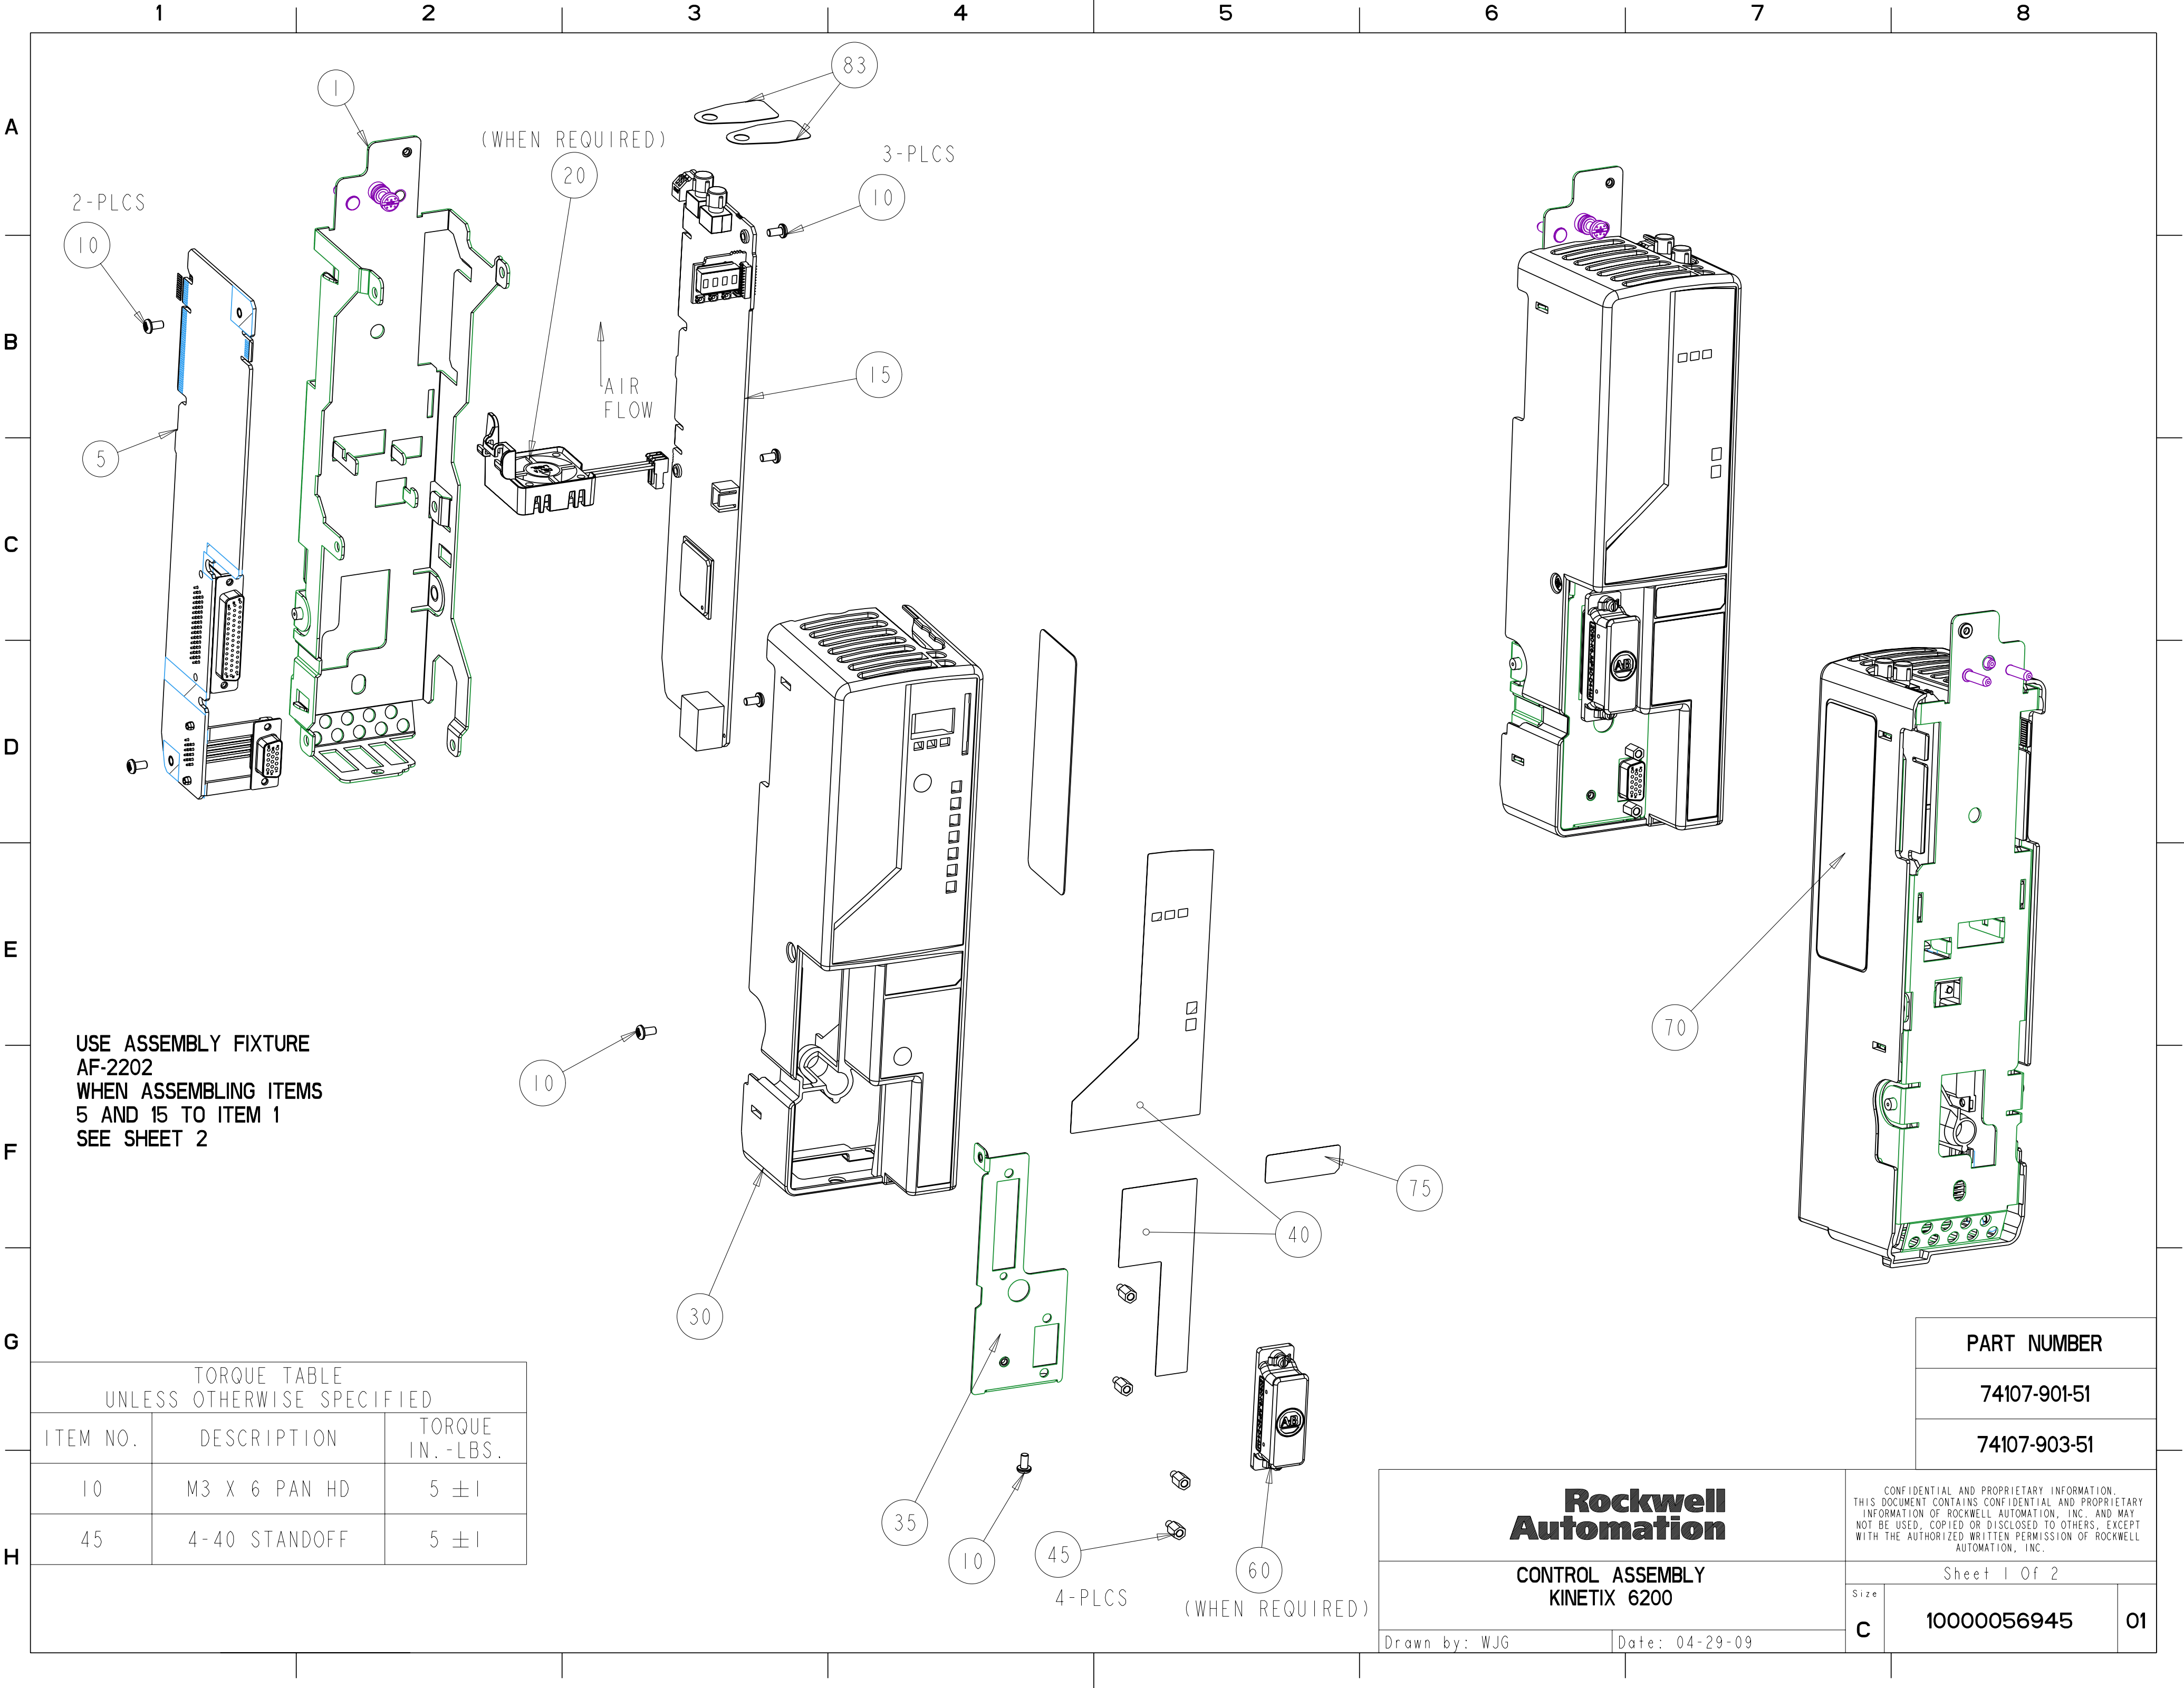 1 2 3 4 5 6 7 8
A
B
C
D
E
F
G
H
1
83
(WHEN REQUIRED)
20
3-PLCS
10
2-PLCS
10
AIR
FLOW
15
5
70
USE ASSEMBLY FIXTURE
AF-2202
WHEN ASSEMBLING ITEMS
5 AND 15 TO ITEM 1
SEE SHEET 2
10
75
40
30
A-B
A-B
35
10
45
4-PLCS
60
(WHEN REQUIRED)
TORQUE TABLE
UNLESS OTHERWISE SPECIFIED
ITEM NO. DESCRIPTION TORQUE IN.-LBS.
10 M3 X 6 PAN HD 5 ±1
45 4-40 STANDOFF 5 ±1
PART NUMBER
74107-901-51
74107-903-51
Rockwell
Automation
CONFIDENTIAL AND PROPRIETARY INFORMATION.
THIS DOCUMENT CONTAINS CONFIDENTIAL AND PROPRIETARY
INFORMATION OF ROCKWELL AUTOMATION, INC. AND MAY
NOT BE USED, COPIED OR DISCLOSED TO OTHERS, EXCEPT
WITH THE AUTHORIZED WRITTEN PERMISSION OF ROCKWELL
AUTOMATION, INC.
CONTROL ASSEMBLY
KINETIX 6200
Sheet 1 Of 2
Size
C
10000056945
01
Drawn by: WJG
Date: 04-29-09